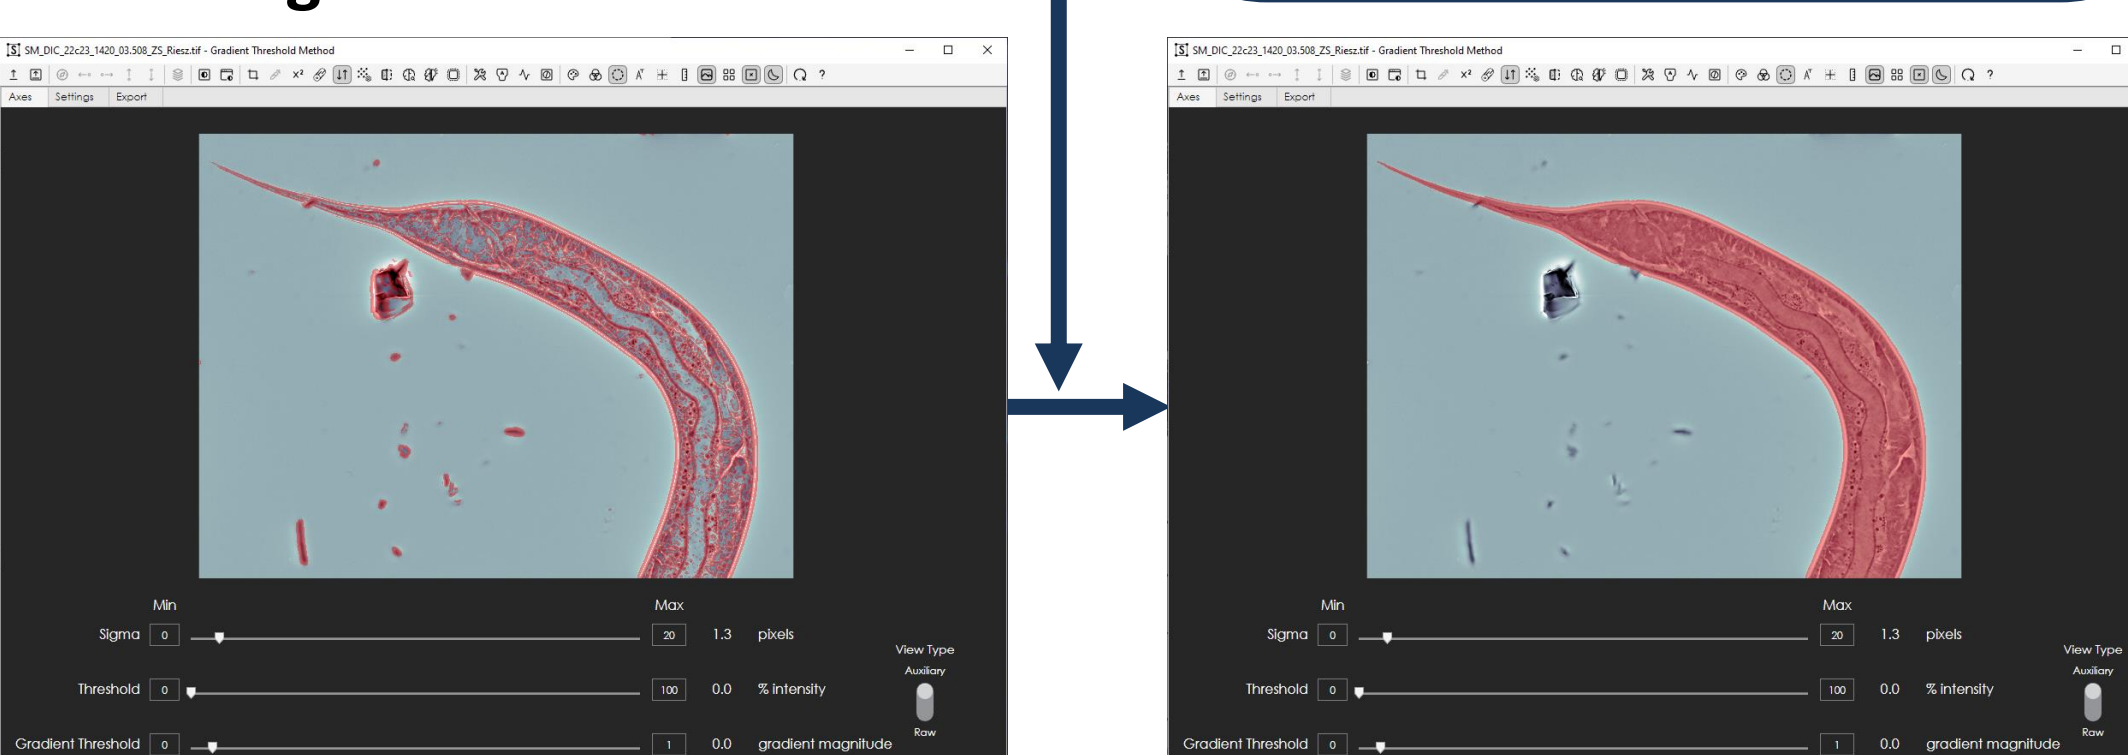 g
[S] SM_DIC_22c23_1420_03.508_ZS_Riesz.tif - Gradient Threshold Method
Axes Settings Export
Min Max
Sigma 0 20 1.3 pixels
View Type
Auxiliary
Threshold 0 100 0.0 % intensity
Raw
Gradient Threshold 0 1 0.0 gradient magnitude
[S] SM_DIC_22c23_1420_03.508_ZS_Riesz.tif - Gradient Threshold Method
Axes Settings Export
Min Max
Sigma 0 20 1.3 pixels
View Type
Auxiliary
Threshold 0 100 0.0 % intensity
Raw
Gradient Threshold 0 1 0.0 gradient magnitude